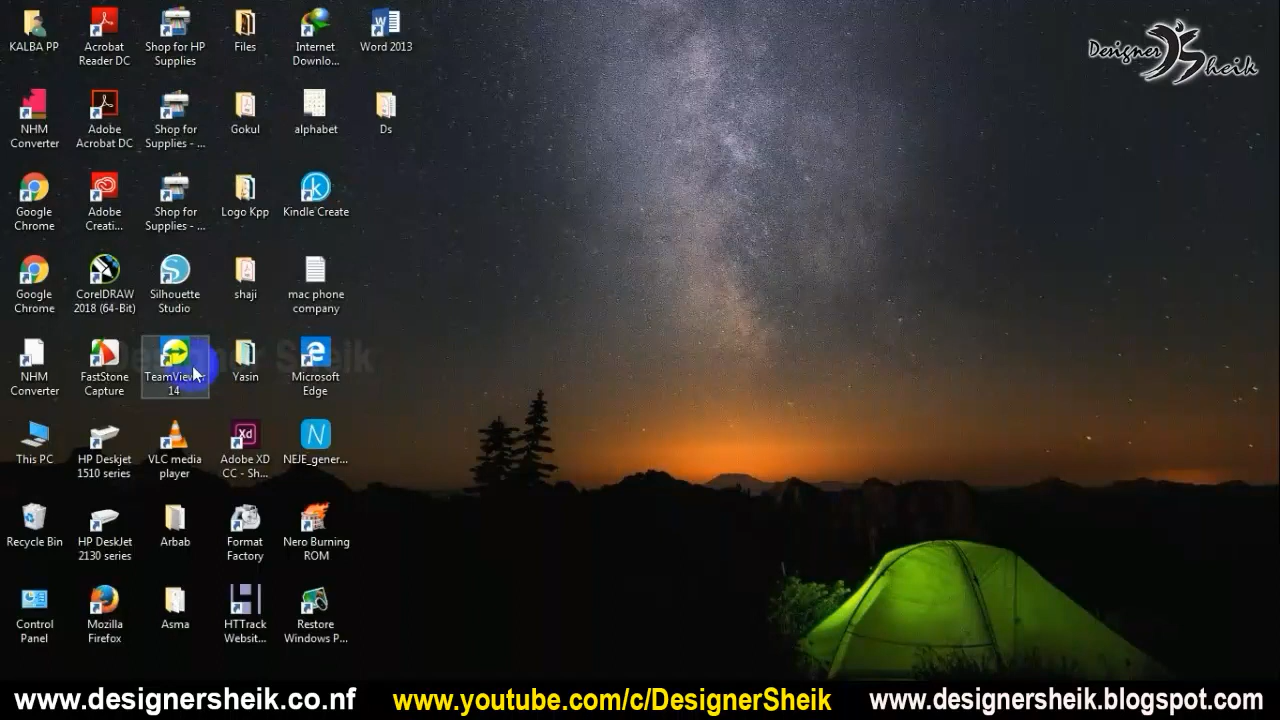 KALBA PP
Acrobat
Reader DC
Shop for HP
Supplies
Files
Internet
Downlo...
Word 2013
Designer Sheik
NHM
Converter
Adobe
Acrobat DC
Shop for
Supplies - ...
Gokul
alphabet
Ds
Google
Chrome
Adobe
Creati...
Shop for
Supplies - ...
Logo Kpp
Kindle Create
Google
Chrome
CorelDRAW
2018 (64-Bit)
Silhouette
Studio
shaji
mac phone
company
Designer Sheik
NHM
Converter
FastStone
Capture
TeamViewer
14
Yasin
Microsoft
Edge
This PC
HP Deskjet
1510 series
VLC media
player
Xd
Adobe XD
CC - Sh...
N
NEJE_gener...
Recycle Bin
HP DeskJet
2130 series
Arbab
Format
Factory
Nero Burning
ROM
Control
Panel
Mozilla
Firefox
Asma
HTTrack
Websit...
Restore
Windows P...
www.designersheik.co.nf
www.youtube.com/c/DesignerSheik
www.designersheik.blogspot.com